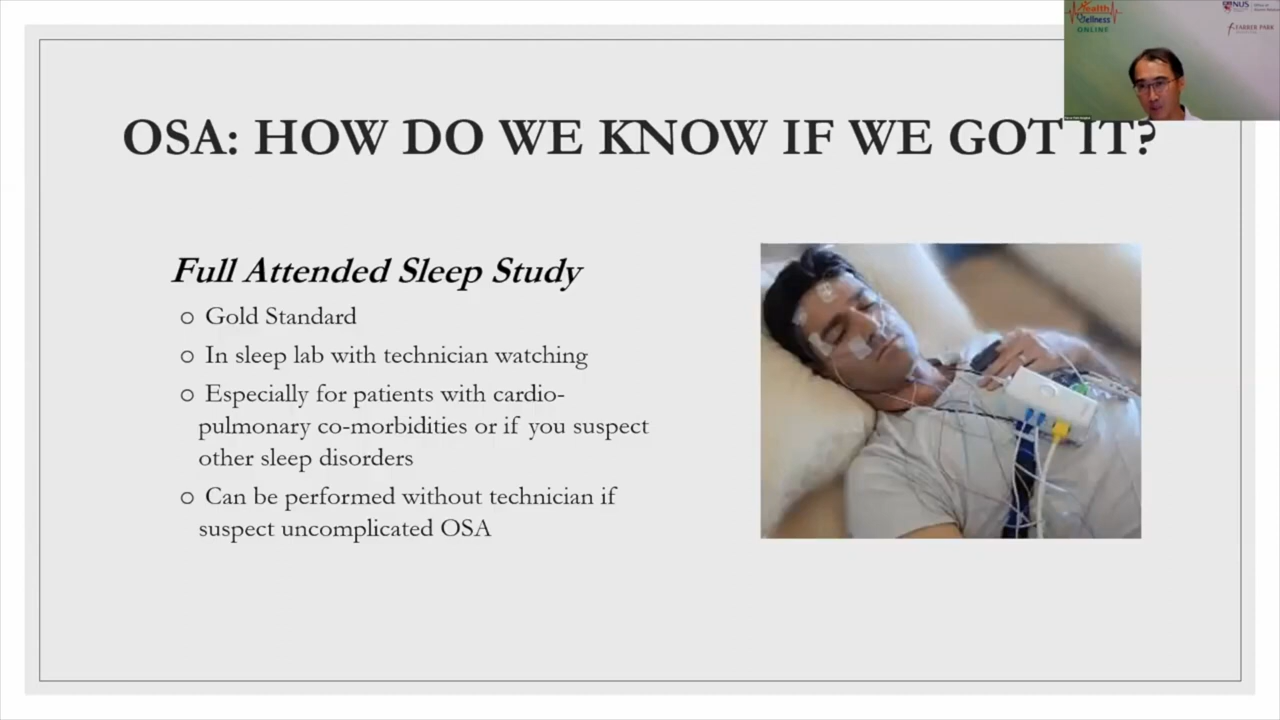 Health
Wellness
ONLINE
NUS
FARRER PARK
OSA: HOW DO WE KNOW IF WE GOT IT?
Full Attended Sleep Study
Gold Standard
In sleep lab with technician watching
Especially for patients with cardio-
pulmonary co-morbidities or if you suspect
other sleep disorders
Can be performed without technician if
suspect uncomplicated OSA